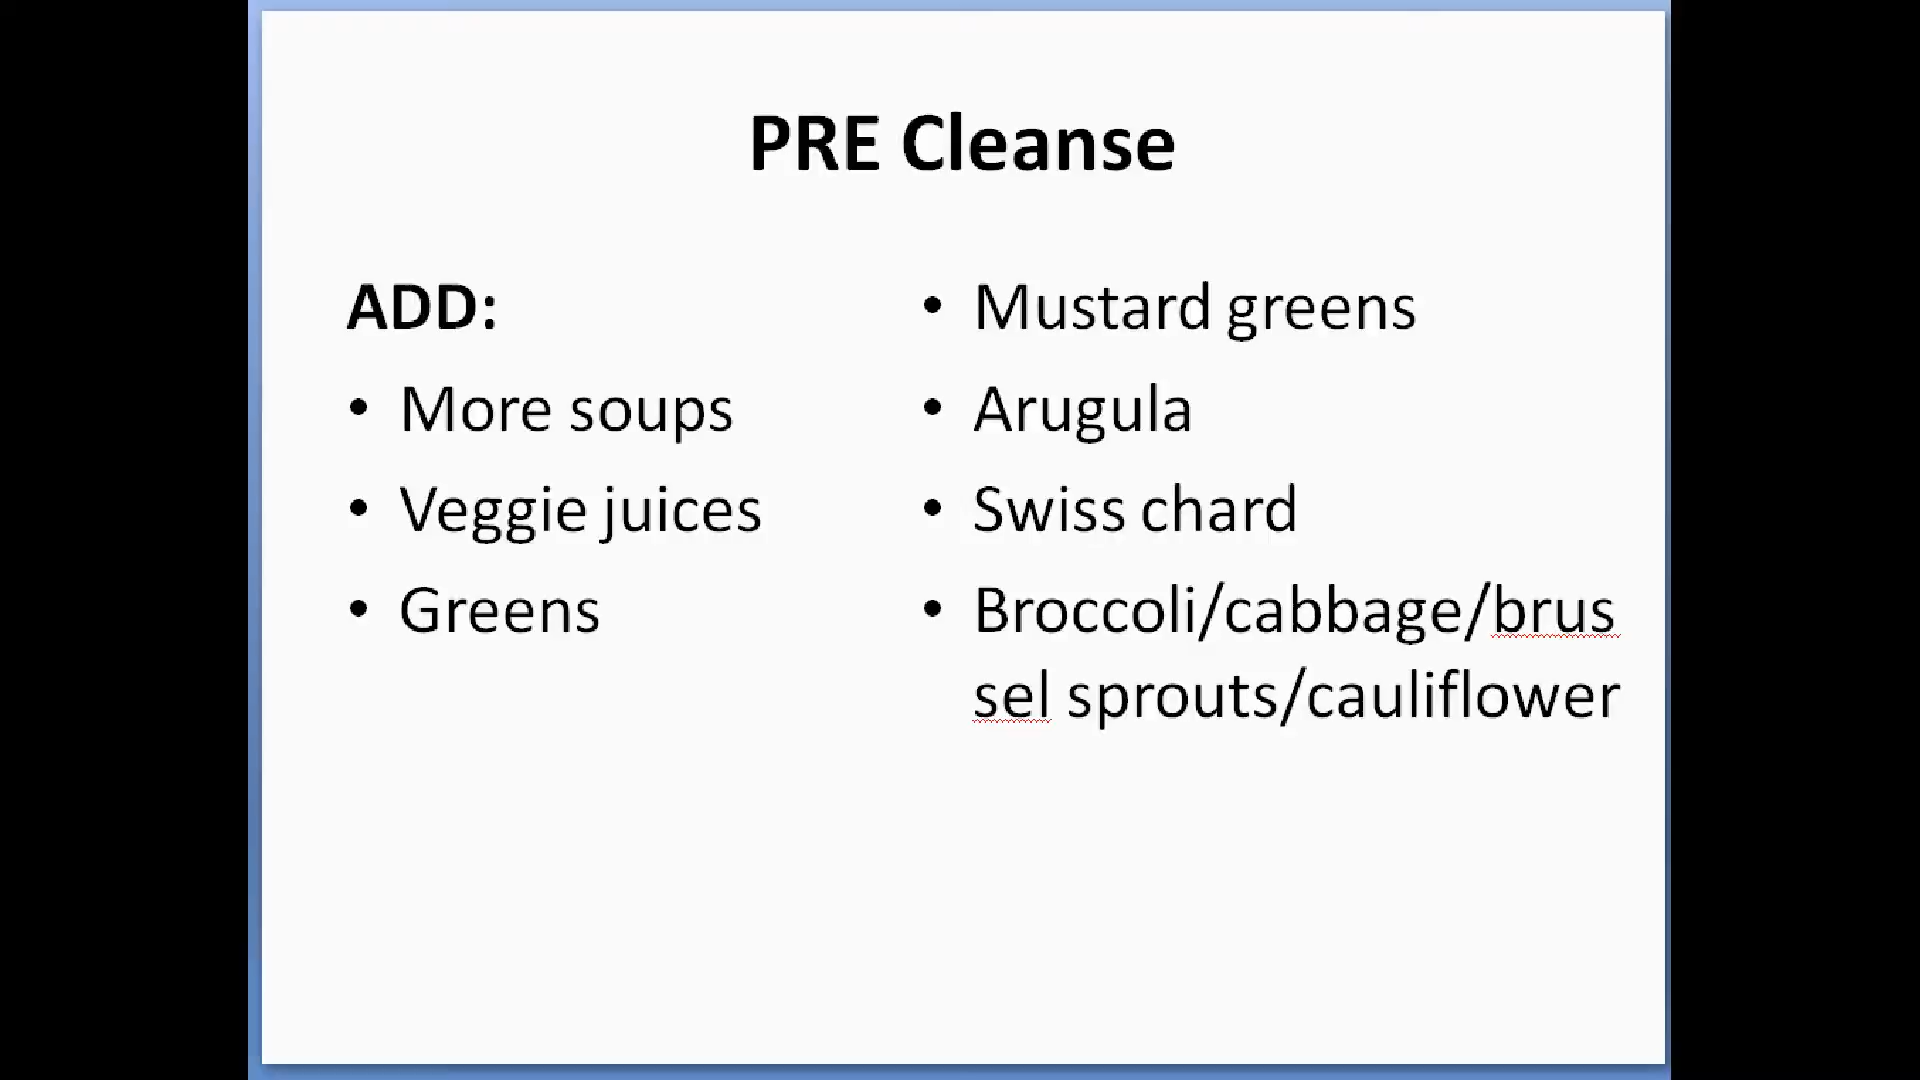 PRE Cleanse
ADD:
• More soups
• Veggie juices
• Greens
• Mustard greens
• Arugula
• Swiss chard
• Broccoli/cabbage/brus
sel sprouts/cauliflower